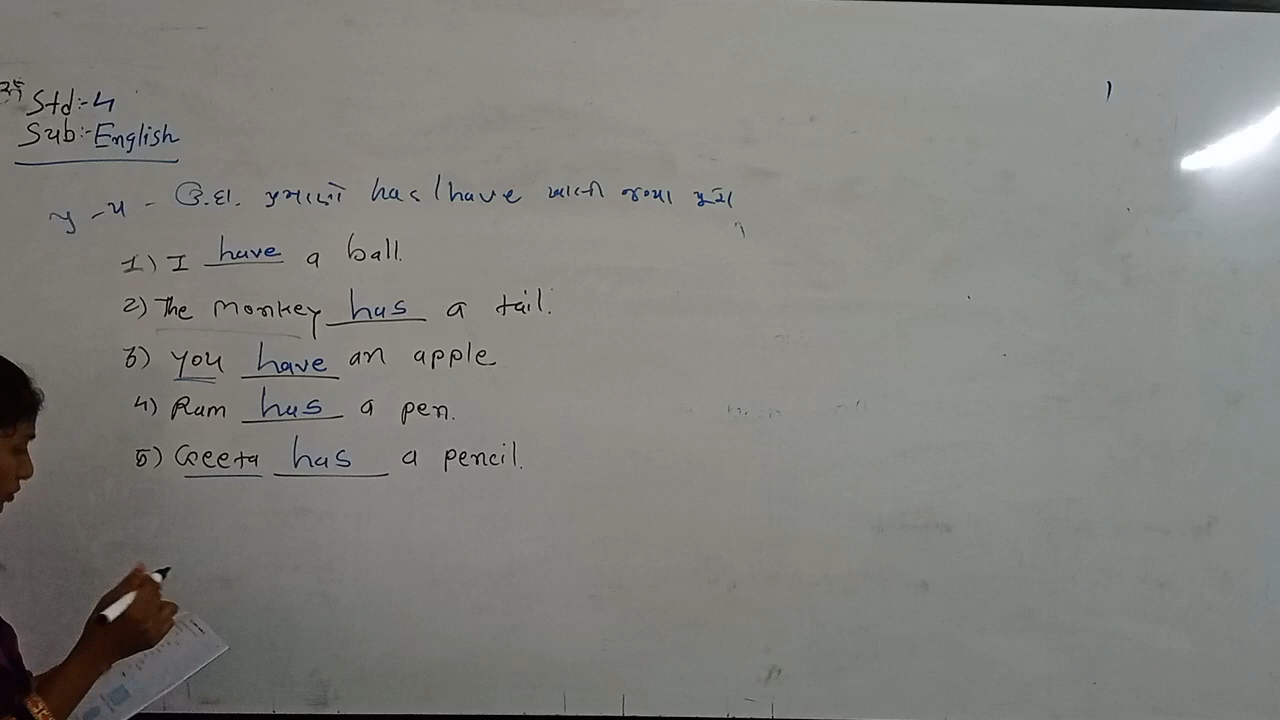 Std:-4
Sub:-English
પ્ર-૫ - ઉ.દા. પ્રમાણે has/have ખાલી જગ્યા પૂરો
1) I have a ball.
2) The monkey has a tail.
3) you have an apple
4) Ram has a pen.
5) Geeta has a pencil.